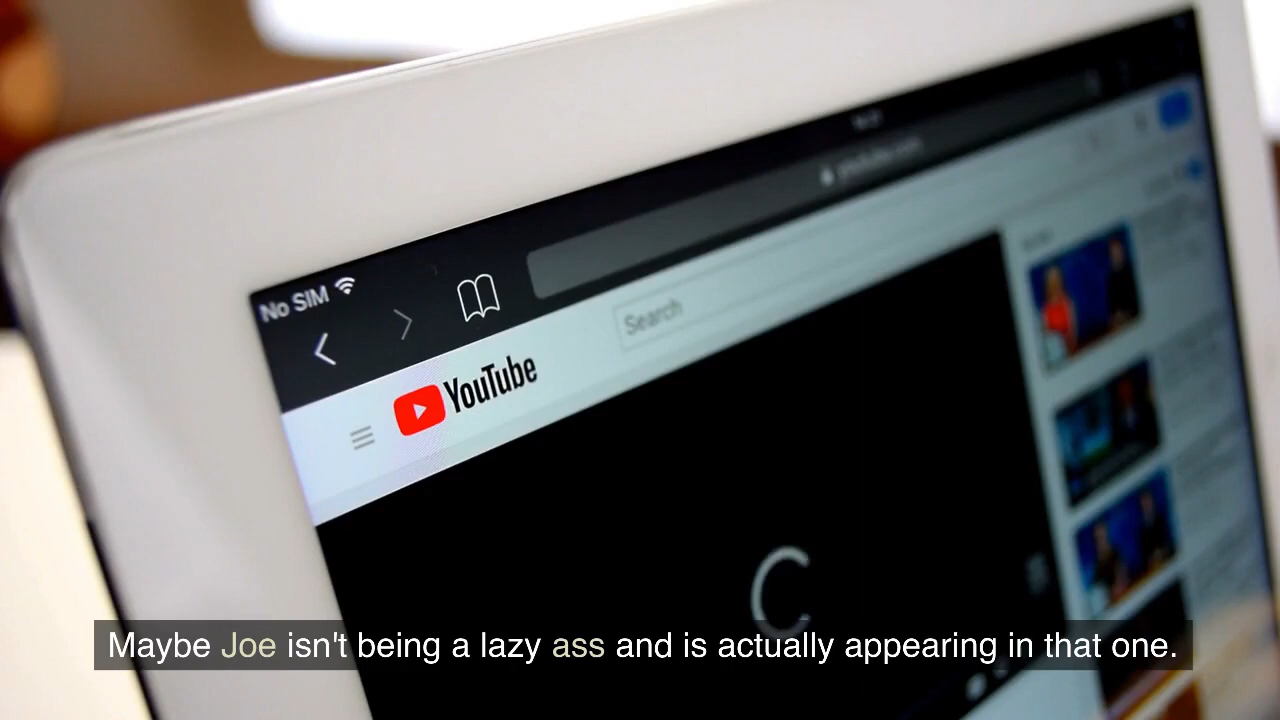 No SIM
Search
YouTube
Maybe Joe isn't being a lazy ass and is actually appearing in that one.